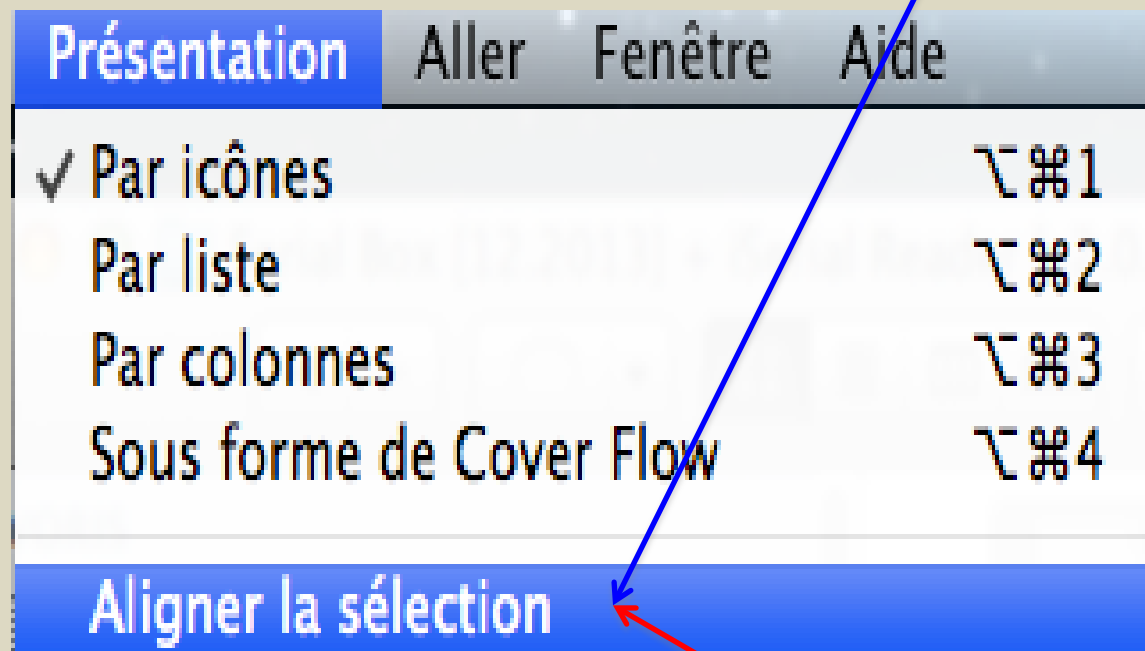 Présentation Aller Fenêtre Aide
✓ Par icônes ⌥⌘1
Par liste ⌥⌘2
Par colonnes ⌥⌘3
Sous forme de Cover Flow ⌥⌘4
Aligner la sélection